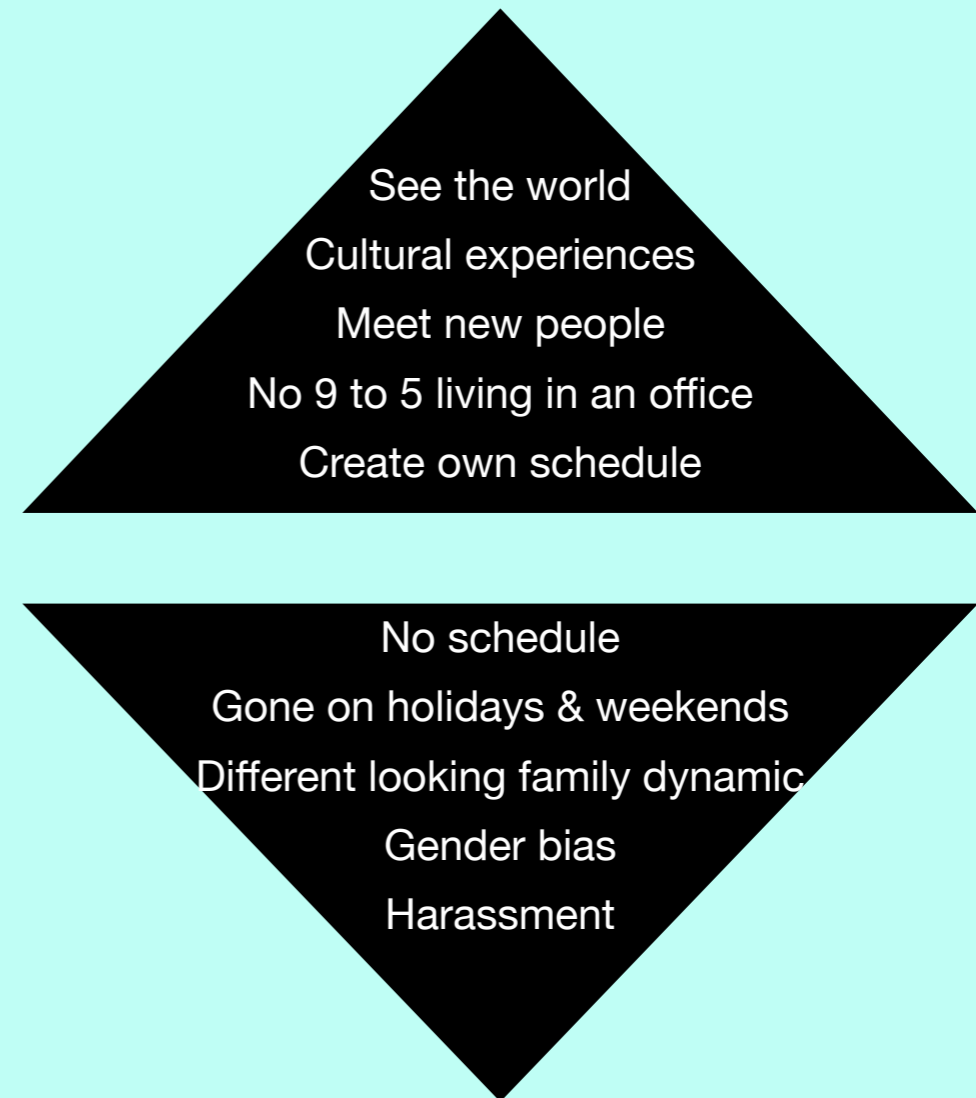 See the world
Cultural experiences
Meet new people
No 9 to 5 living in an office
Create own schedule
No schedule
Gone on holidays & weekends
Different looking family dynamic
Gender bias
Harassment